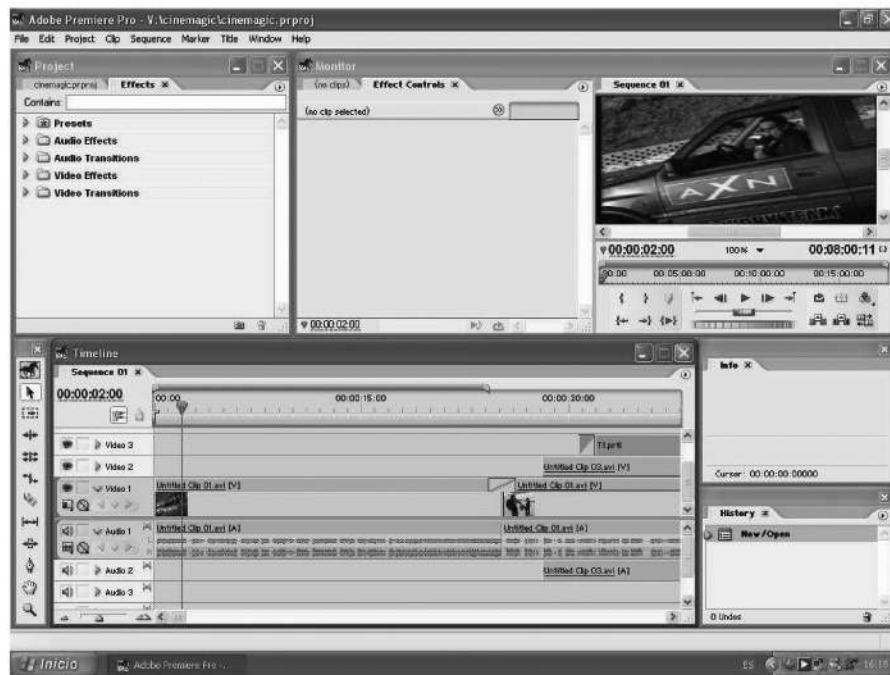 Adobe Premiere Pro - V:\cinemagic\cinemagic.prproj
File Edit Project Clip Sequence Marker Title Window Help
Project
cinemagic.prproj Effects
Contains:
Presets
Audio Effects
Audio Transitions
Video Effects
Video Transitions
Monitor
(no clips) Effect Controls
(no clip selected)
00:00:02:00
Sequence 01
AXN
00:00:02:00 100% 00:08:00:11
00:00 00:05:00:00 00:10:00:00 00:15:00:00
Timeline
Sequence 01
00:00:02:00
00:00 00:00:15:00 00:00:30:00
Video 3
T1.prtl
Video 2
Untitled Clip 03.avi [V]
Video 1
Untitled Clip 01.avi [V] Untitled Clip 01.avi [V]
Audio 1
Untitled Clip 01.avi [A] Untitled Clip 01.avi [A]
Audio 2
Untitled Clip 03.avi [A]
Audio 3
Info
Cursor: 00:00:00:00000
History
New/Open
0 Undos
Inicio Adobe Premiere Pro -... ES